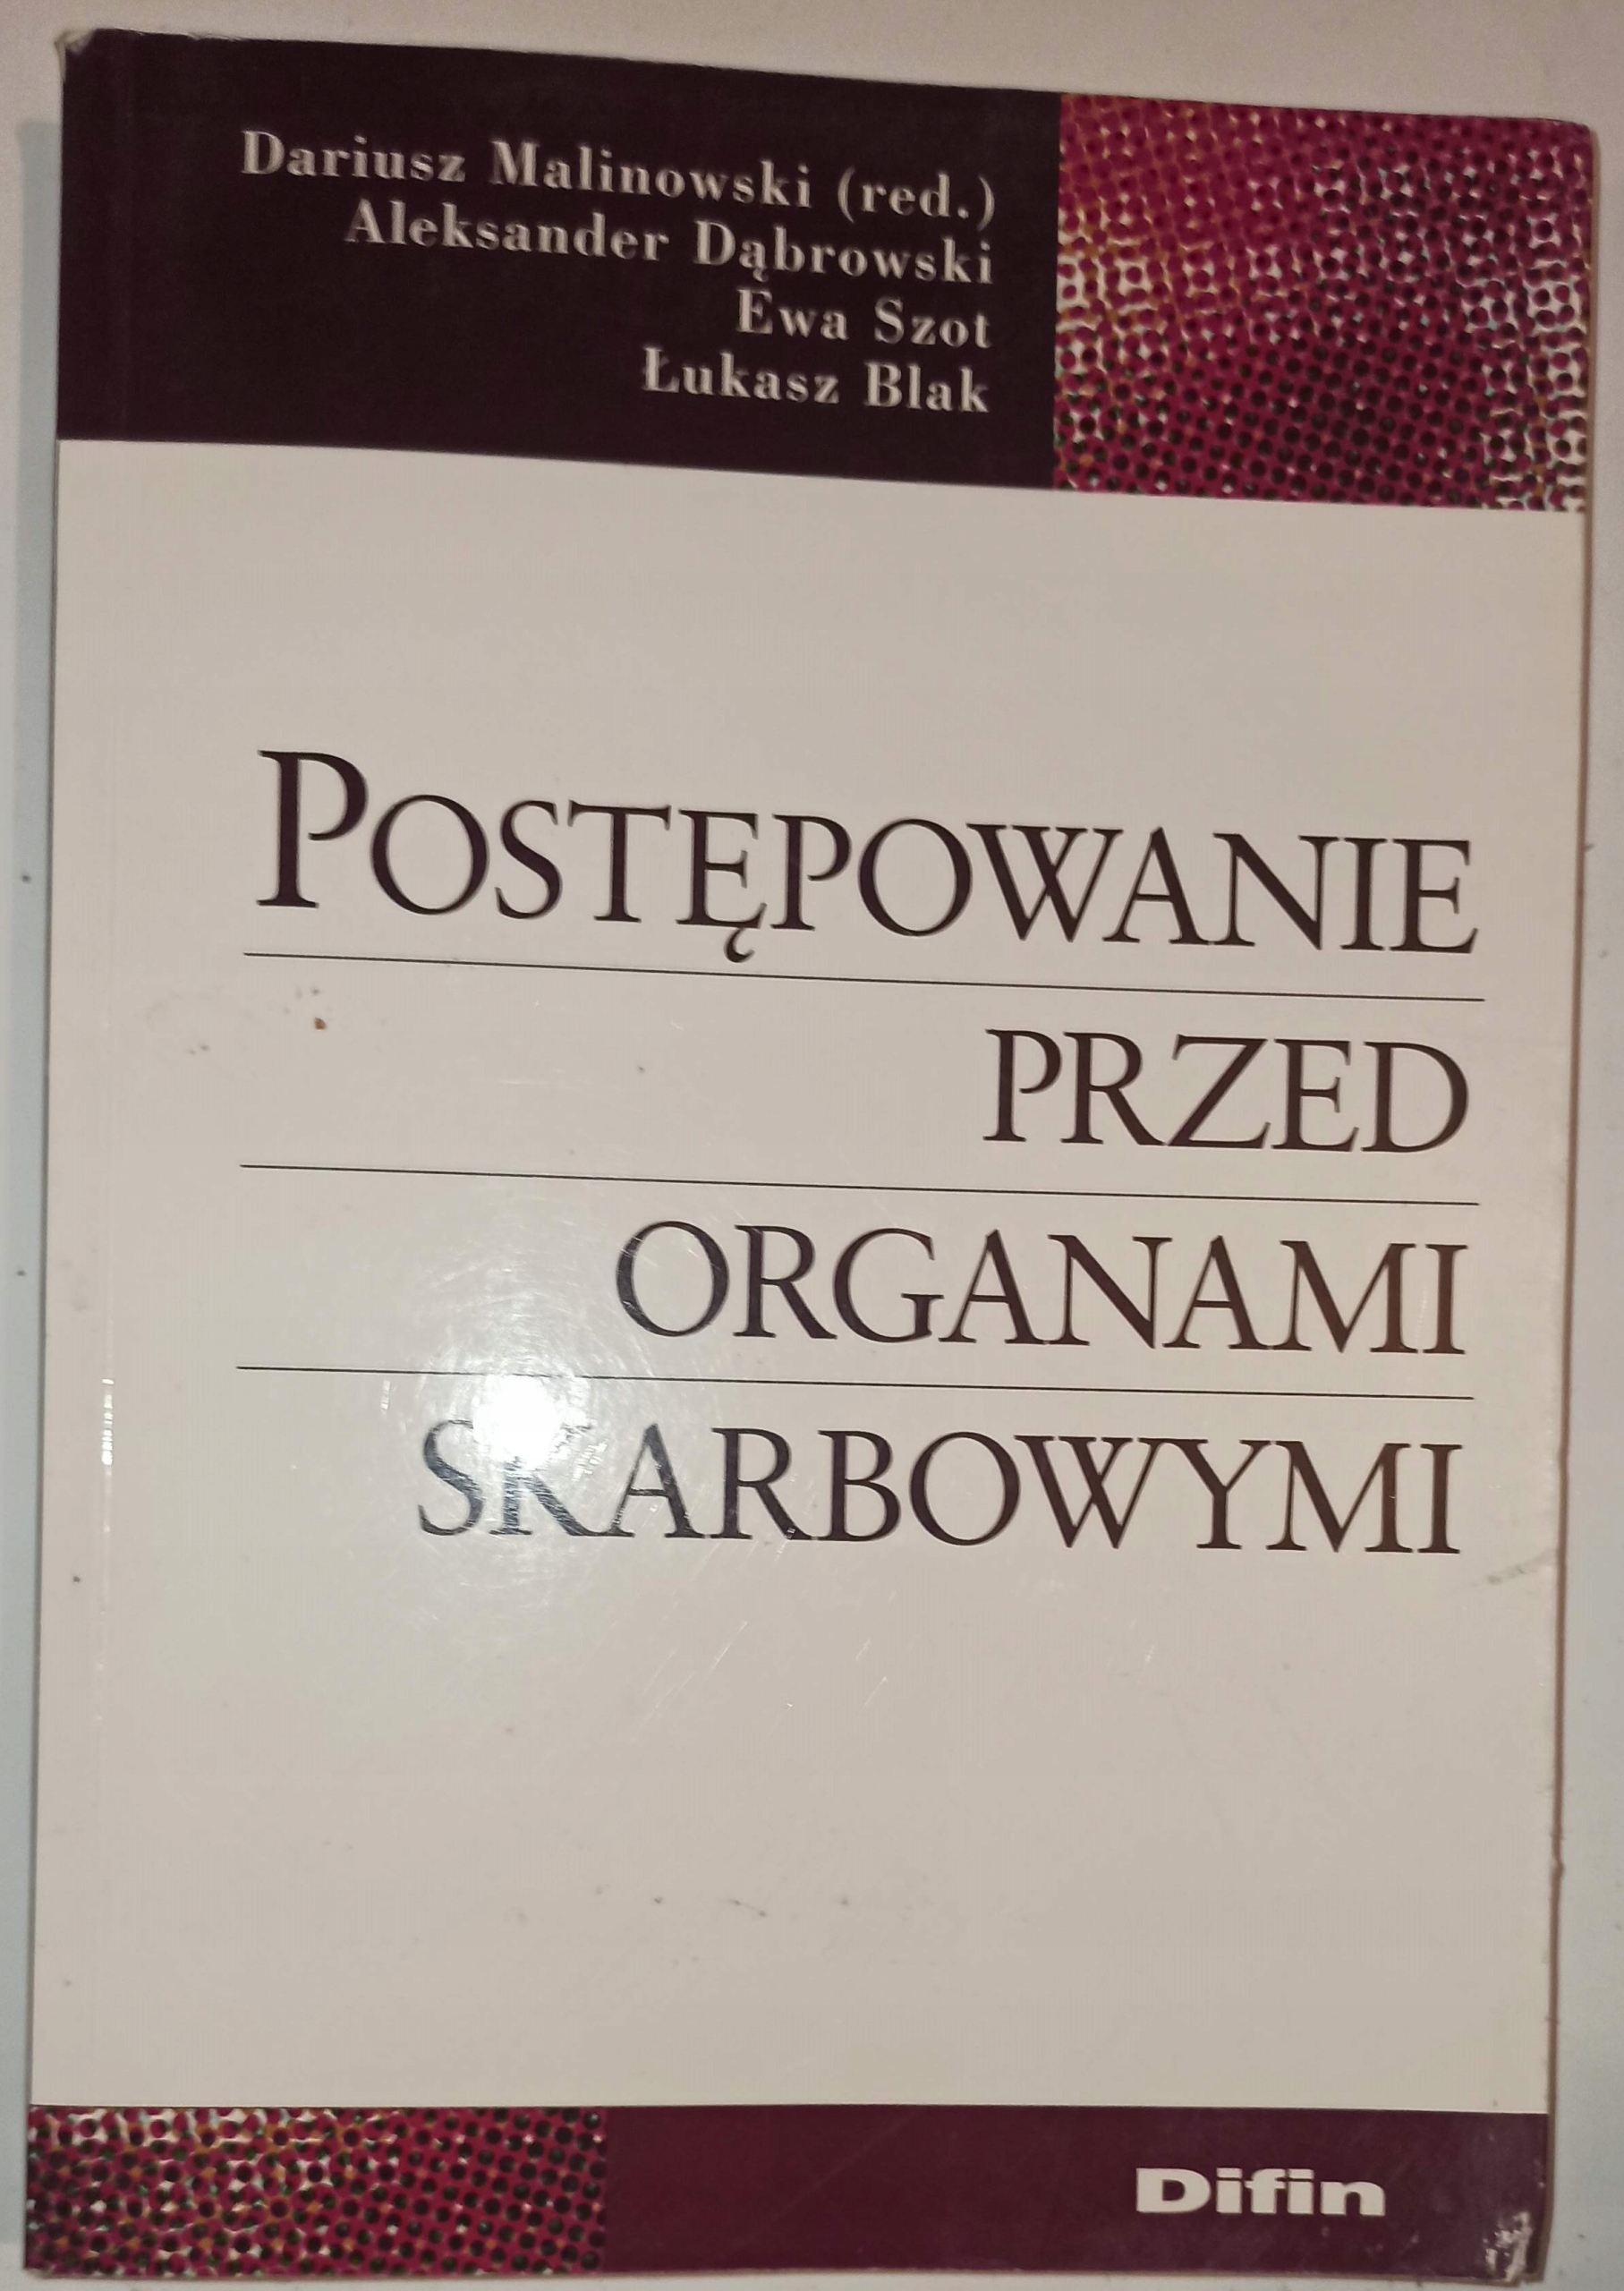 Dariusz Malinowski (red.)
Aleksander Dąbrowski
Ewa Szot
Łukasz Blak
POSTĘPOWANIE
PRZED
ORGANAMI
SKARBOWYMI
Difin